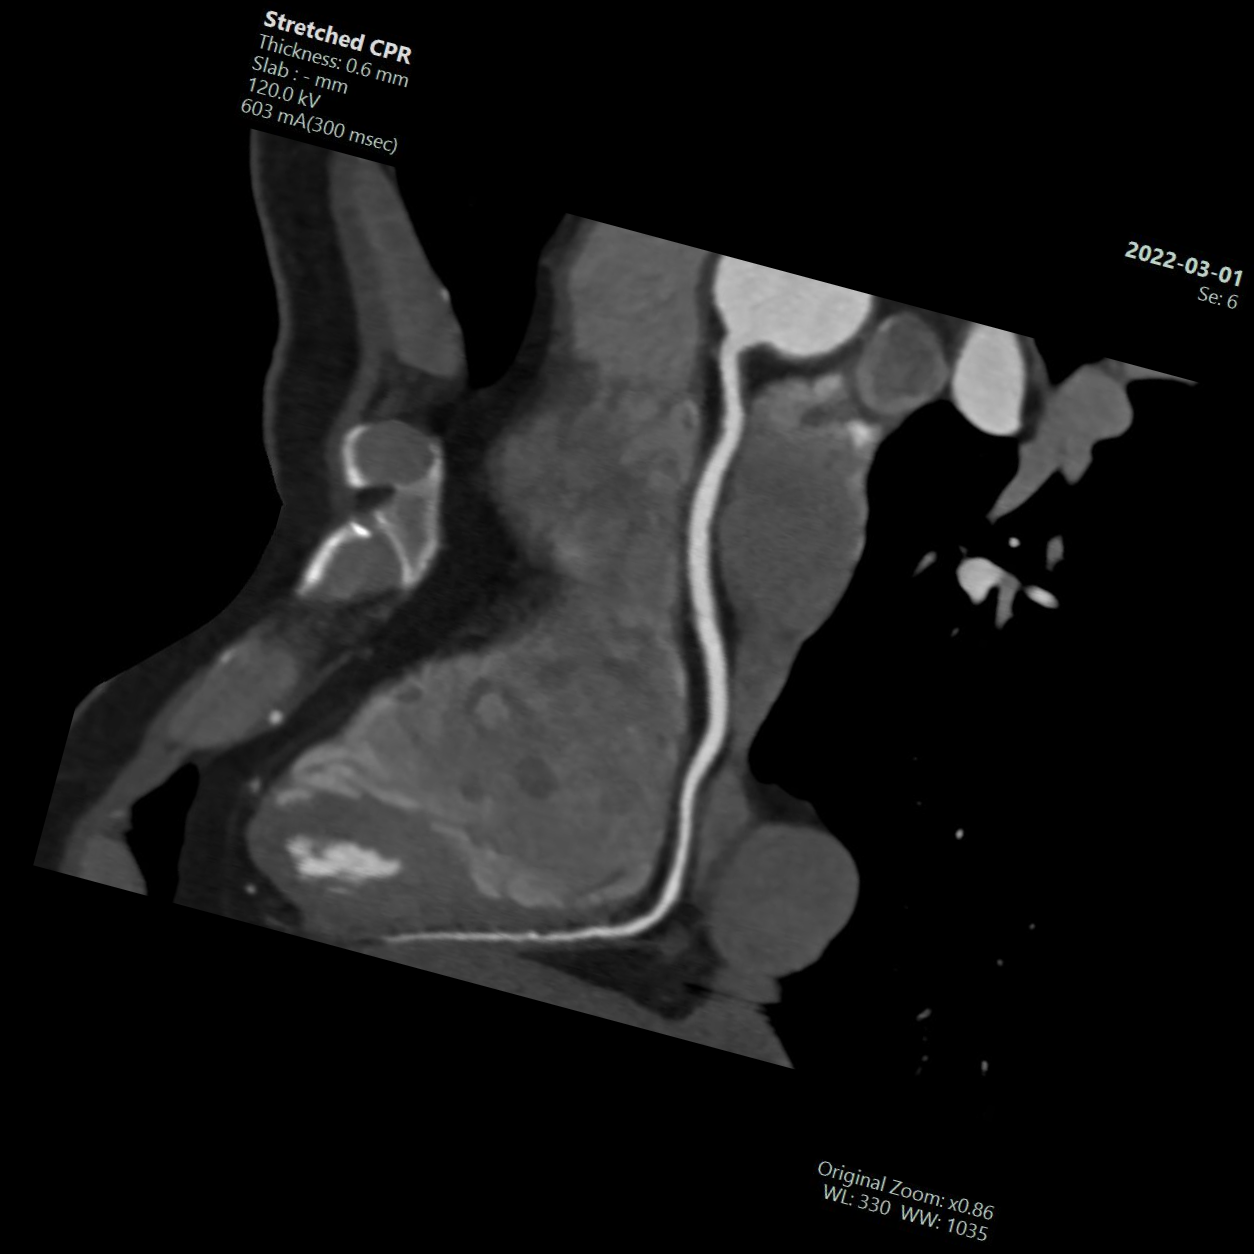 Stretched CPR
Thickness: 0.6 mm
Slab : - mm
120.0 kV
603 mA(300 msec)
2022-03-01
Se: 6
Original Zoom: x0.86
WL: 330 WW: 1035